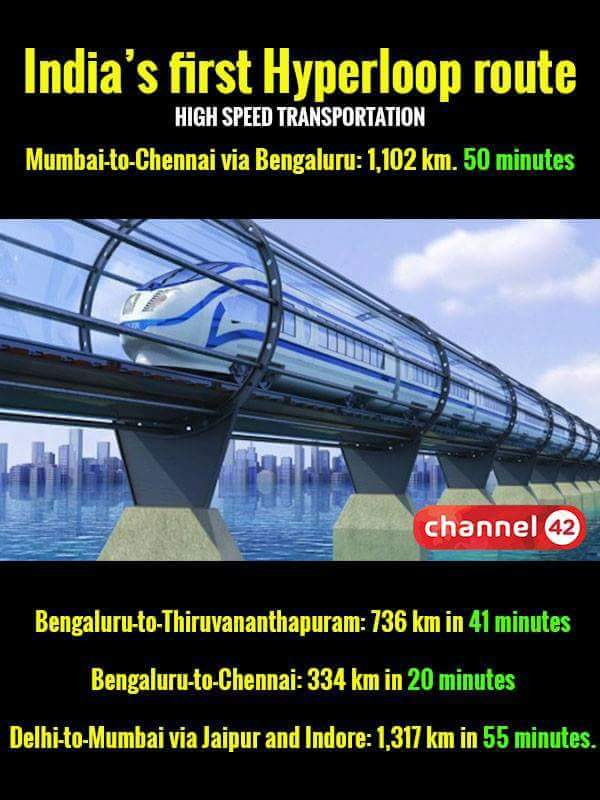 India's first Hyperloop route
HIGH SPEED TRANSPORTATION
Mumbai-to-Chennai via Bengaluru: 1,102 km. 50 minutes
channel 42
Bengaluru-to-Thiruvananthapuram: 736 km in 41 minutes
Bengaluru-to-Chennai: 334 km in 20 minutes
Delhi-to-Mumbai via Jaipur and Indore: 1,317 km in 55 minutes.